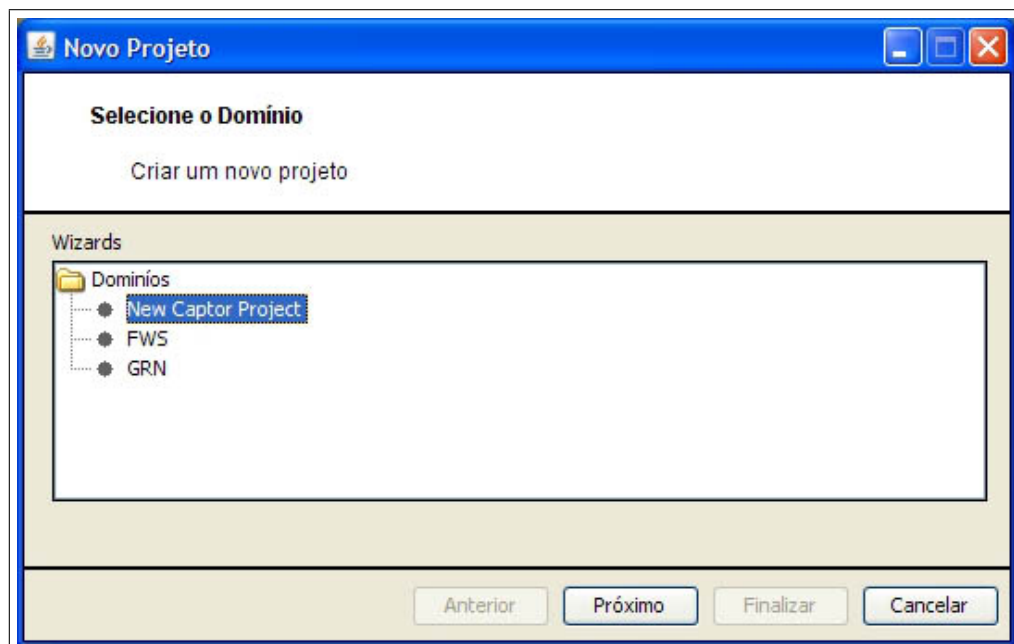 Novo Projeto
Selecione o Domínio
Criar um novo projeto
Wizards
Dominíos
New Captor Project
FWS
GRN
Anterior Próximo Finalizar Cancelar